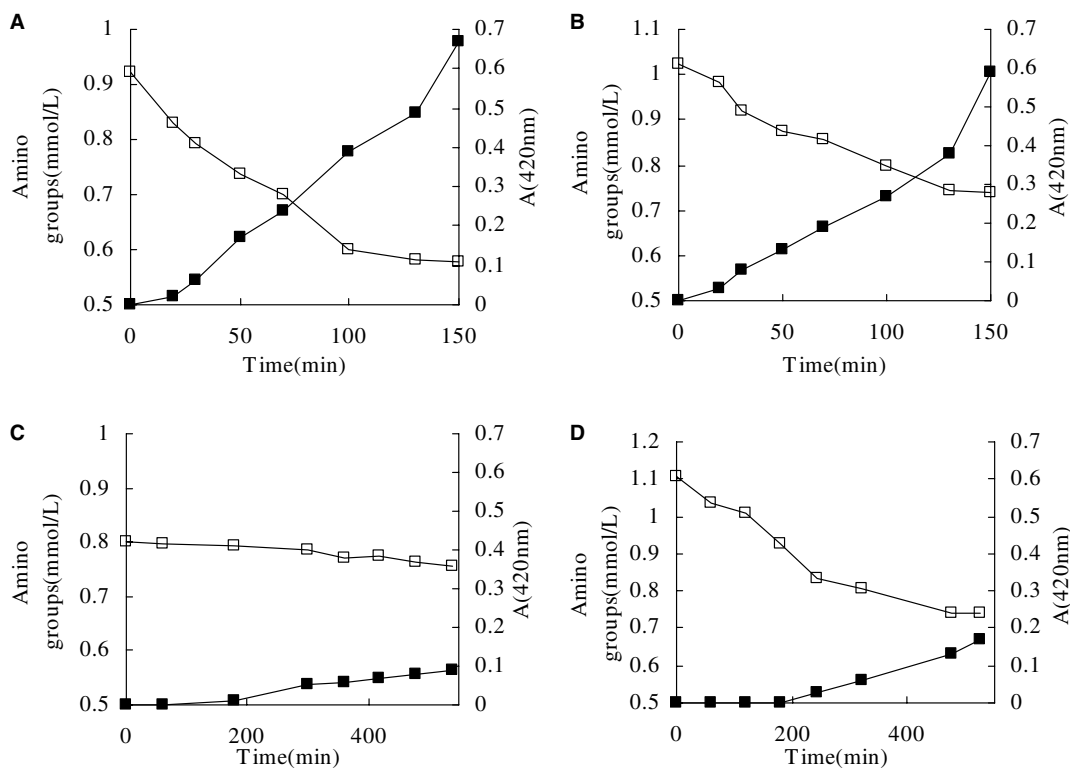 A
Amino
groups(mmol/L)
1
0.9
0.8
0.7
0.6
0.5
0.7
0.6
0.5
0.4
0.3
0.2
0.1
0
A(420nm)
0 50 100 150
Time(min)
B
Amino
groups(mmol/L)
1.1
1
0.9
0.8
0.7
0.6
0.5
0.7
0.6
0.5
0.4
0.3
0.2
0.1
0
A(420nm)
0 50 100 150
Time(min)
C
Amino
groups(mmol/L)
1
0.9
0.8
0.7
0.6
0.5
0.7
0.6
0.5
0.4
0.3
0.2
0.1
0
A(420nm)
0 200 400
Time(min)
D
Amino
groups(mmol/L)
1.2
1.1
1
0.9
0.8
0.7
0.6
0.5
0.7
0.6
0.5
0.4
0.3
0.2
0.1
0
A(420nm)
0 200 400
Time(min)